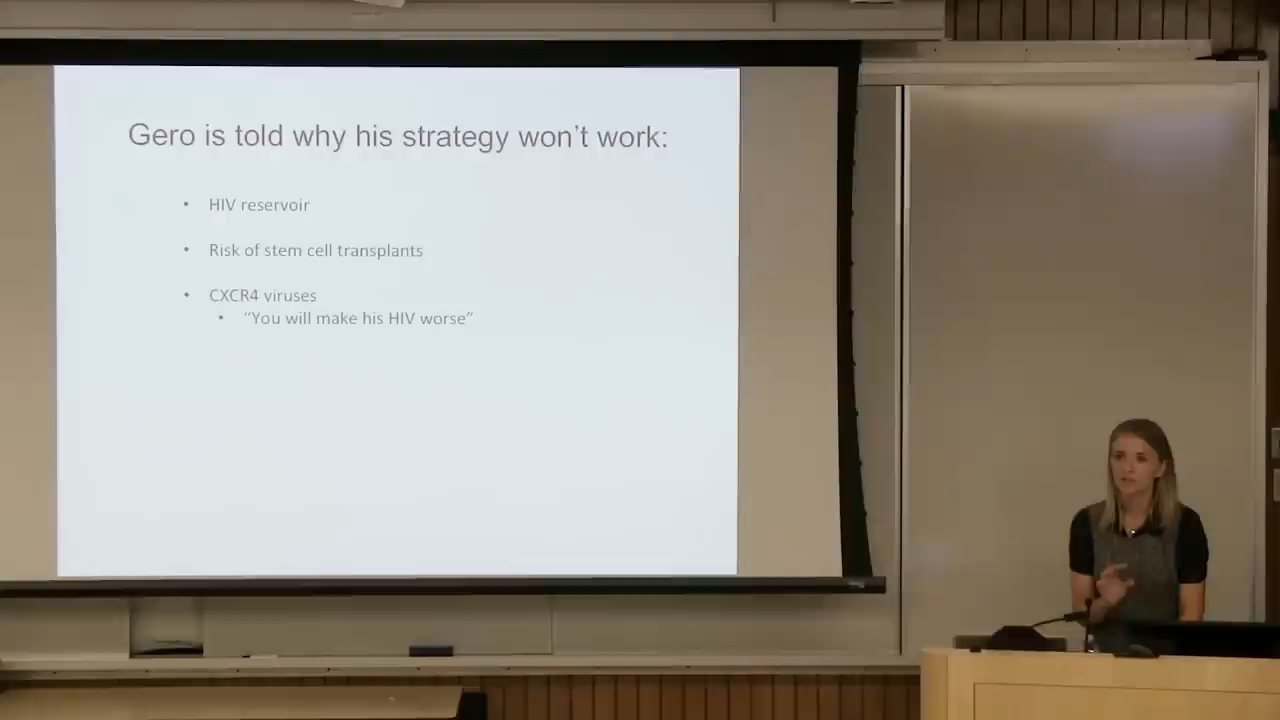 Gero is told why his strategy won't work:
• HIV reservoir
• Risk of stem cell transplants
• CXCR4 viruses
• “You will make his HIV worse”